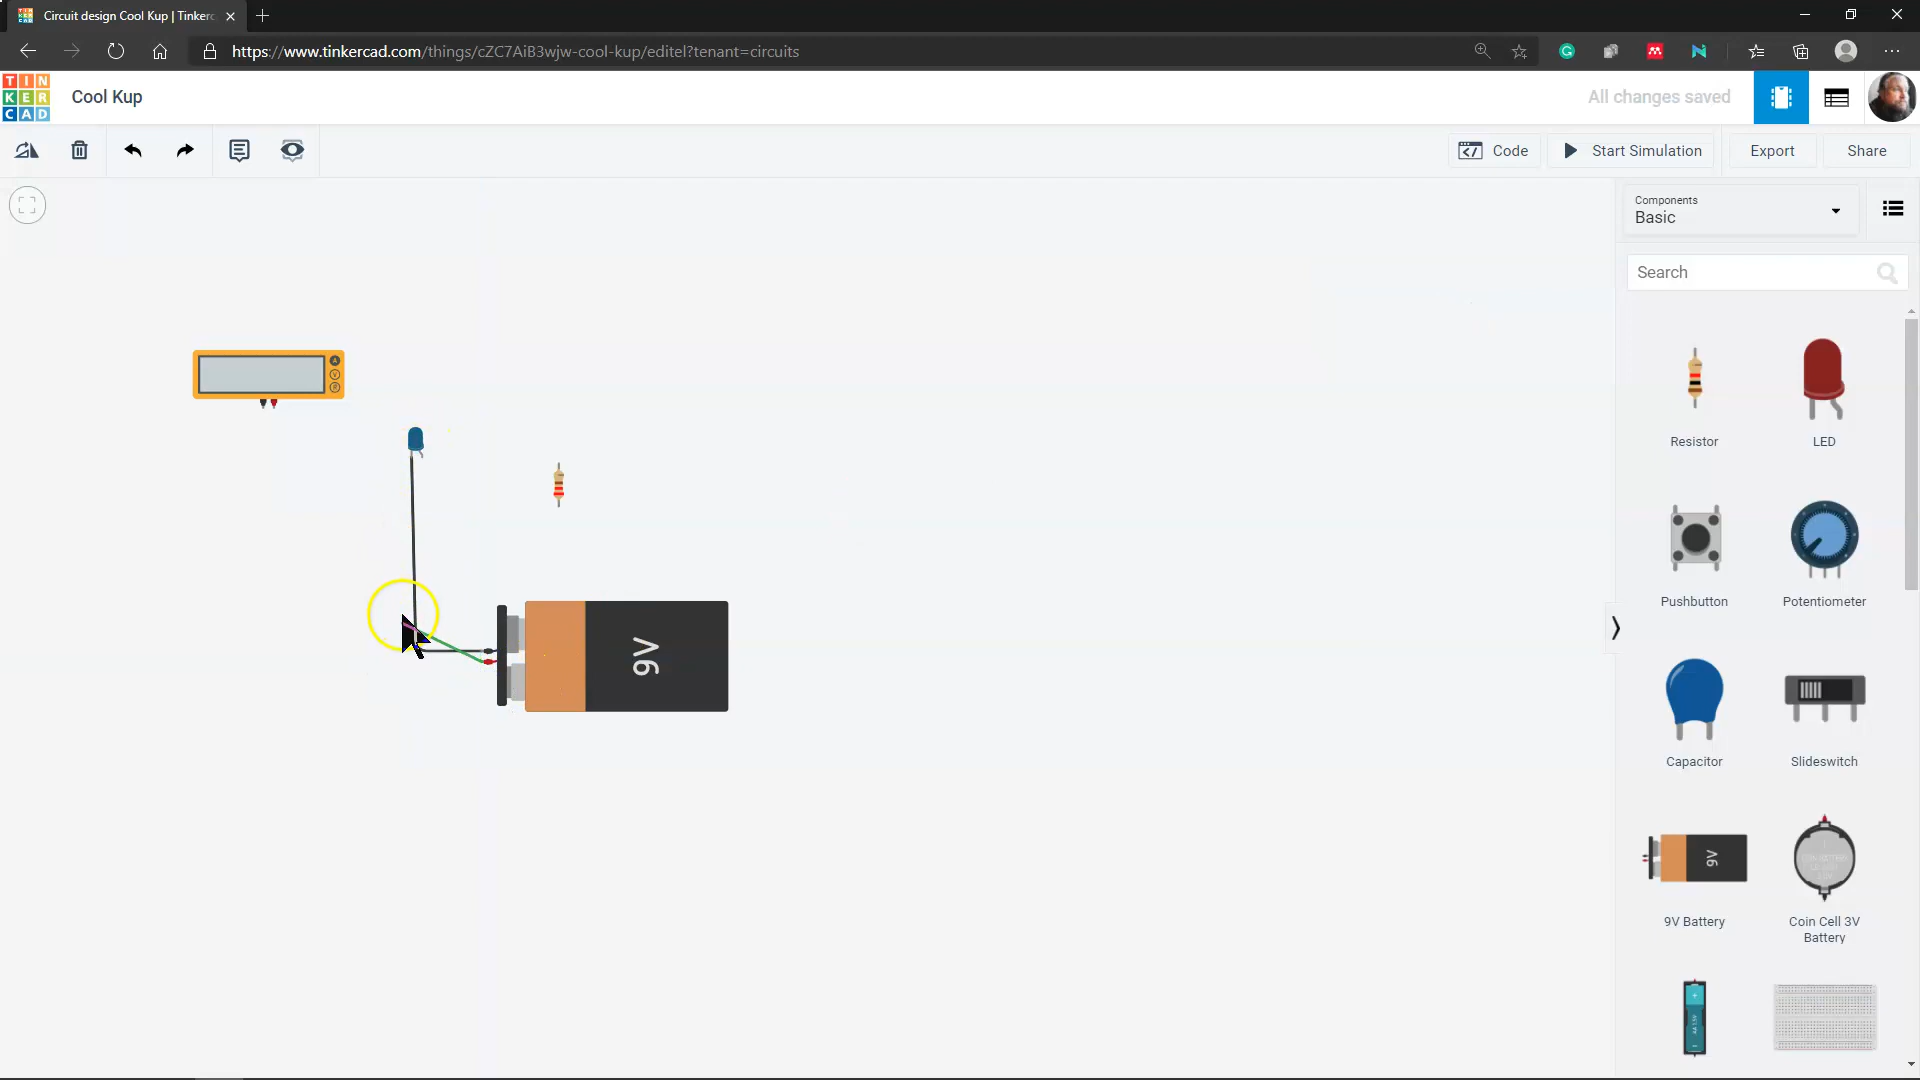 Circuit design Cool Kup | Tinkerc
https://www.tinkercad.com/things/cZC7AiB3wjw-cool-kup/editel?tenant=circuits
TIN
KER
CAD
Cool Kup
All changes saved
Code
Start Simulation
Export
Share
Components
Basic
Search
Resistor
LED
Pushbutton
Potentiometer
Capacitor
Slideswitch
9V
9V
9V Battery
Coin Cell 3V
Battery